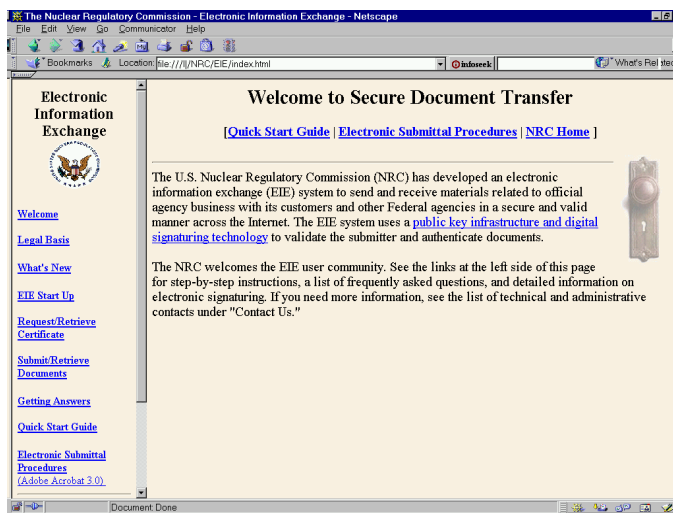 The Nuclear Regulatory Commission - Electronic Information Exchange - Netscape
File Edit View Go Communicator Help
Bookmarks Location: file:///I|/NRC/EIE/index.html infoseek What's Related
Electronic
Information
Exchange
Welcome
Legal Basis
What's New
EIE Start Up
Request/Retrieve
Certificate
Submit/Retrieve
Documents
Getting Answers
Quick Start Guide
Electronic Submittal
Procedures
(Adobe Acrobat 3.0)
Welcome to Secure Document Transfer
[Quick Start Guide | Electronic Submittal Procedures | NRC Home ]
The U.S. Nuclear Regulatory Commission (NRC) has developed an electronic
information exchange (EIE) system to send and receive materials related to official
agency business with its customers and other Federal agencies in a secure and valid
manner across the Internet. The EIE system uses a public key infrastructure and digital
signaturing technology to validate the submitter and authenticate documents.
The NRC welcomes the EIE user community. See the links at the left side of this page
for step-by-step instructions, a list of frequently asked questions, and detailed information on
electronic signaturing. If you need more information, see the list of technical and administrative
contacts under "Contact Us."
Document: Done